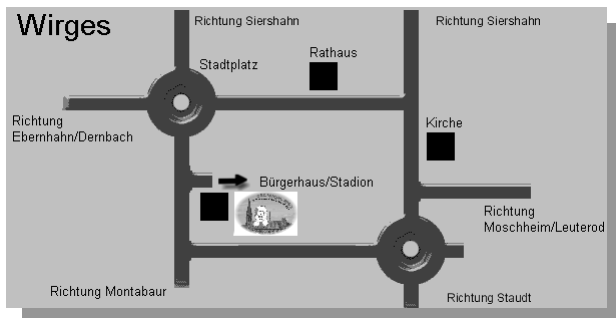 Wirges
Richtung Siershahn
Richtung Siershahn
Stadtplatz
Rathaus
Richtung
Ebernhahn/Dernbach
Kirche
Bürgerhaus/Stadion
Richtung
Moschheim/Leuterod
Richtung Montabaur
Richtung Staudt